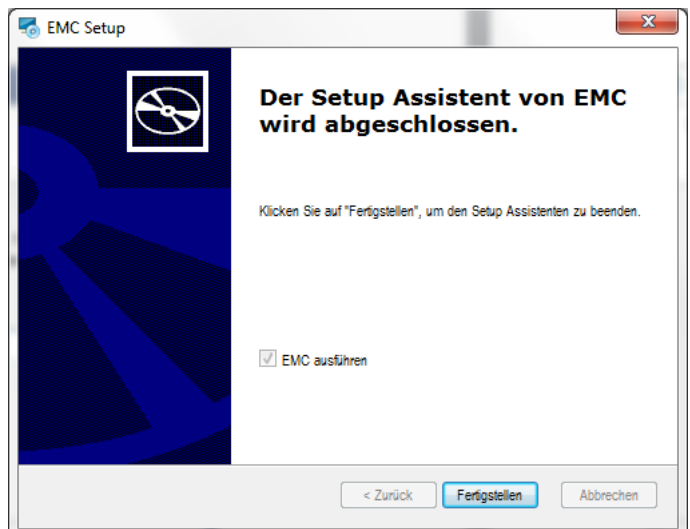 EMC Setup
Der Setup Assistent von EMC
wird abgeschlossen.
Klicken Sie auf "Fertigstellen", um den Setup Assistenten zu beenden.
EMC ausführen
< Zurück Fertigstellen Abbrechen